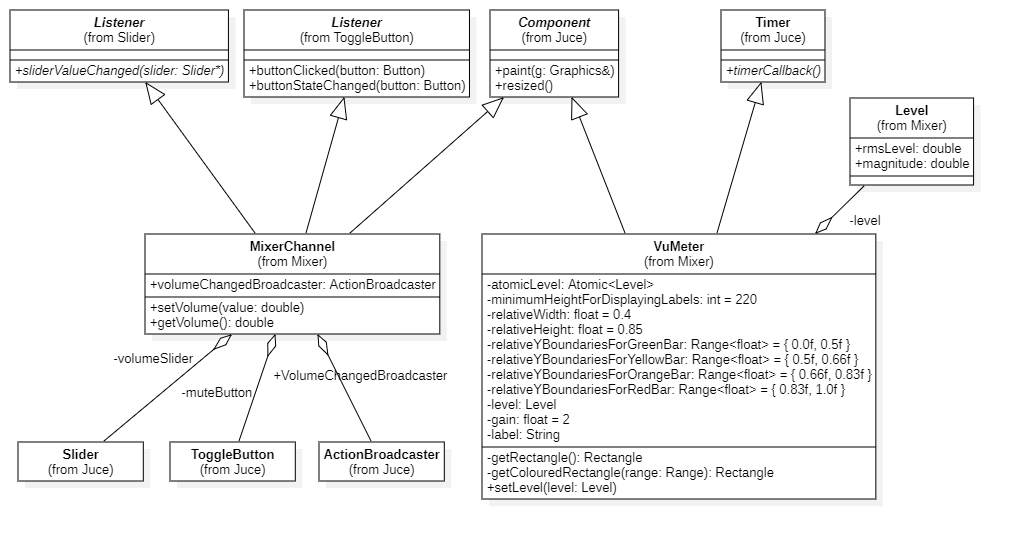 Listener
(from Slider)
+sliderValueChanged(slider: Slider*)
Listener
(from ToggleButton)
+buttonClicked(button: Button)
+buttonStateChanged(button: Button)
Component
(from Juce)
+paint(g: Graphics&)
+resized()
Timer
(from Juce)
+timerCallback()
Level
(from Mixer)
+rmsLevel: double
+magnitude: double
-level
MixerChannel
(from Mixer)
+volumeChangedBroadcaster: ActionBroadcaster
+setVolume(value: double)
+getVolume(): double
VuMeter
(from Mixer)
-atomicLevel: Atomic<Level>
-minimumHeightForDisplayingLabels: int = 220
-relativeWidth: float = 0.4
-relativeHeight: float = 0.85
-relativeYBoundariesForGreenBar: Range<float> = { 0.0f, 0.5f }
-relativeYBoundariesForYellowBar: Range<float> = { 0.5f, 0.66f }
-relativeYBoundariesForOrangeBar: Range<float> = { 0.66f, 0.83f }
-relativeYBoundariesForRedBar: Range<float> = { 0.83f, 1.0f }
-level: Level
-gain: float = 2
-label: String
-getRectangle(): Rectangle
-getColouredRectangle(range: Range): Rectangle
+setLevel(level: Level)
-volumeSlider
-muteButton
+VolumeChangedBroadcaster
Slider
(from Juce)
ToggleButton
(from Juce)
ActionBroadcaster
(from Juce)